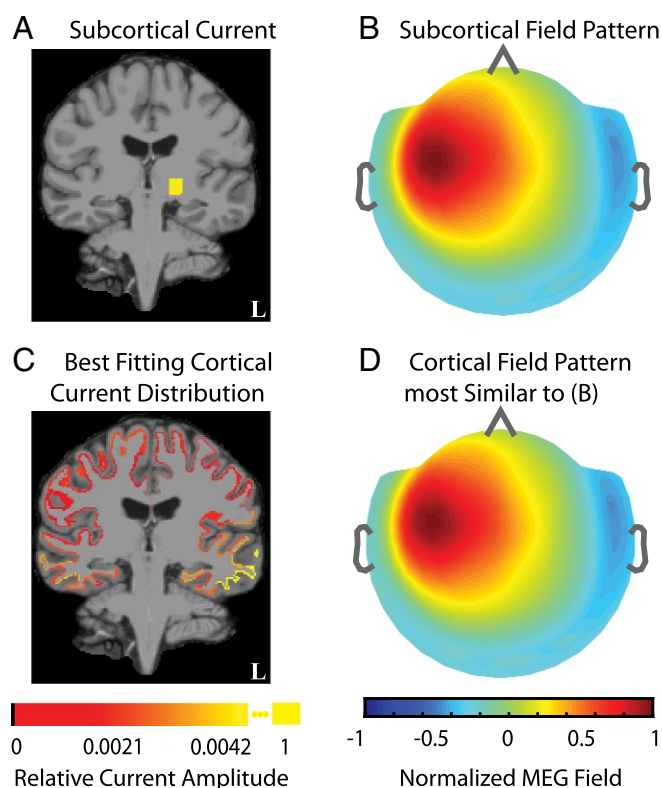 A Subcortical Current
B Subcortical Field Pattern
L
C Best Fitting Cortical
Current Distribution
D Cortical Field Pattern
most Similar to (B)
L
0 0.0021 0.0042 1
Relative Current Amplitude
-1 -0.5 0 0.5 1
Normalized MEG Field